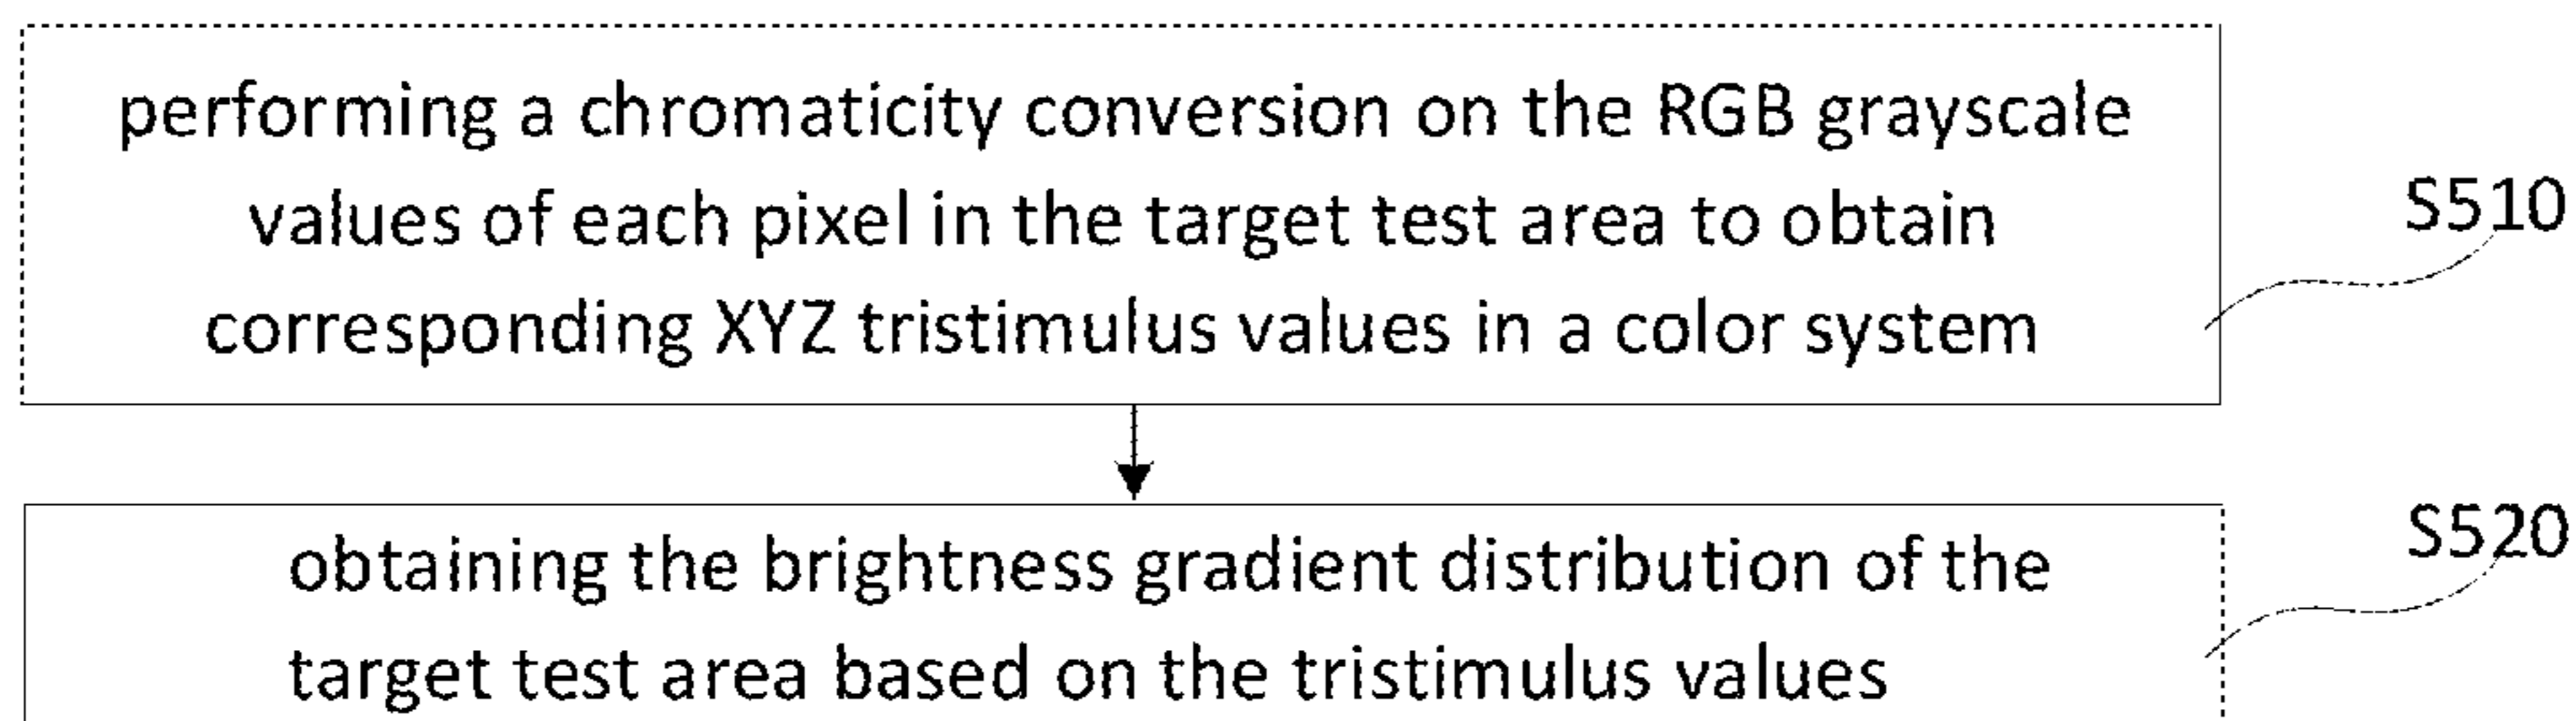 performing a chromaticity conversion on the RGB grayscale
values of each pixel in the target test area to obtain
corresponding XYZ tristimulus values in a color system
S510
obtaining the brightness gradient distribution of the
target test area based on the tristimulus values
S520